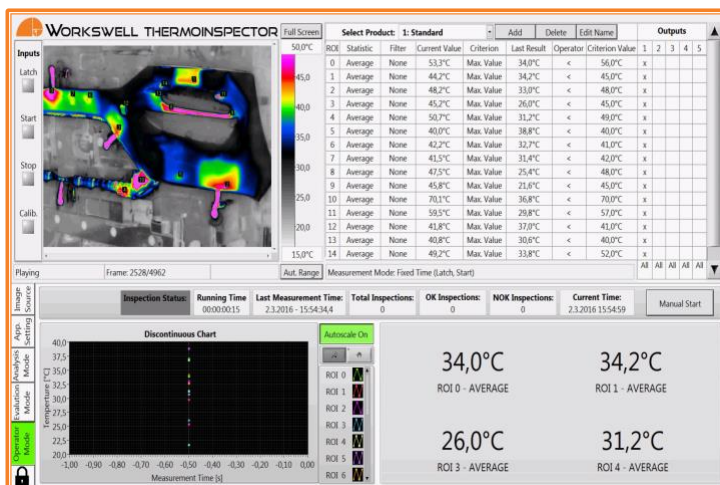 WORKSWELL THERMOINSPECTOR
Full Screen
Select Product: 1: Standard
Add Delete Edit Name
Outputs
Inputs
Latch
Start
Stop
Calib.
50,0°C
45,0
35,0
30,0
25,0
20,0
15,0°C
ROI Statistic Filter Current Value Criterion Last Result Operator Criterion Value 1 2 3 4 5
0 Average None 53,3°C Max. Value 34,0°C < 56,0°C x
1 Average None 44,2°C Max. Value 34,2°C < 45,0°C x
2 Average None 48,2°C Max. Value 33,0°C < 48,0°C x
3 Average None 45,2°C Max. Value 26,0°C < 45,0°C x
4 Average None 50,7°C Max. Value 31,2°C < 49,0°C x
5 Average None 40,0°C Max. Value 38,8°C < 40,0°C x
6 Average None 42,2°C Max. Value 32,7°C < 41,0°C x
7 Average None 41,5°C Max. Value 31,4°C < 42,0°C x
8 Average None 47,5°C Max. Value 25,4°C < 48,0°C x
9 Average None 45,8°C Max. Value 21,6°C < 45,0°C x
10 Average None 70,1°C Max. Value 36,8°C < 70,0°C x
11 Average None 59,5°C Max. Value 29,8°C < 57,0°C x
12 Average None 41,8°C Max. Value 37,0°C < 41,0°C x
13 Average None 40,8°C Max. Value 30,6°C < 40,0°C x
14 Average None 49,2°C Max. Value 33,8°C < 52,0°C x
All All All All All
Playing Frame: 2528/4962 Aut. Range Measurement Mode: Fixed Time (Latch, Start)
Image Source
App. Setting
Analysis Mode
Evalution Mode
Operator Mode
Inspection Status:
Running Time
00:00:00:15
Last Measurement Time:
2.3.2016 - 15:54:34,4
Total Inspections:
0
OK Inspections:
0
NOK Inspections:
0
Current Time:
2.3.2016 15:54:59
Manual Start
Discontinuous Chart
Autoscale On
Temperture [°C]
40,0
37,5
35,0
32,5
30,0
27,5
25,0
22,5
20,0
-1,00 -0,90 -0,80 -0,70 -0,60 -0,50 -0,40 -0,30 -0,20 -0,10 0,00
Measurement Time [s]
ROI 0
ROI 1
ROI 2
ROI 3
ROI 4
ROI 5
ROI 6
34,0°C
ROI 0 - AVERAGE
34,2°C
ROI 1 - AVERAGE
26,0°C
ROI 3 - AVERAGE
31,2°C
ROI 4 - AVERAGE